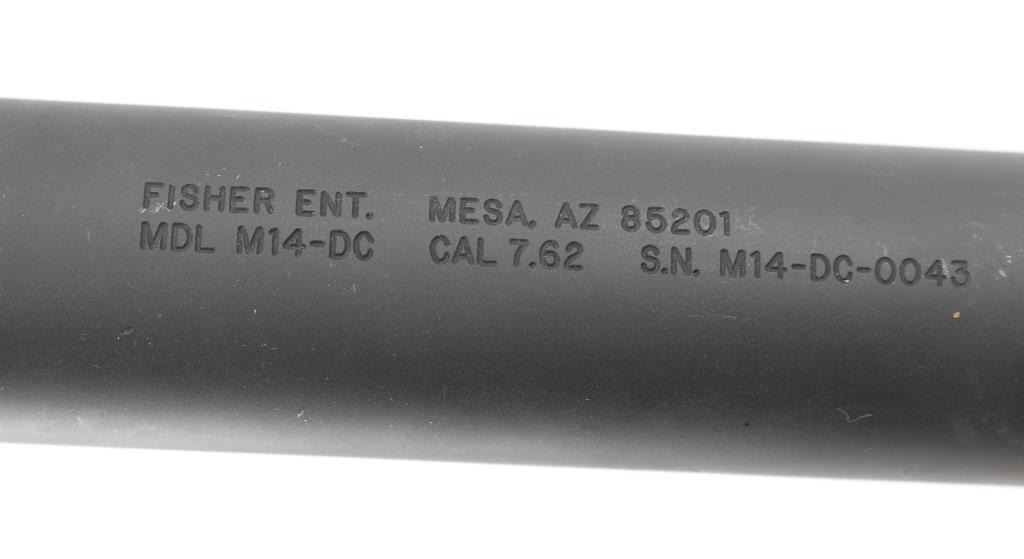 FISHER ENT. MESA, AZ 85201
MDL M14-DC CAL 7.62 S.N. M14-DC-0043